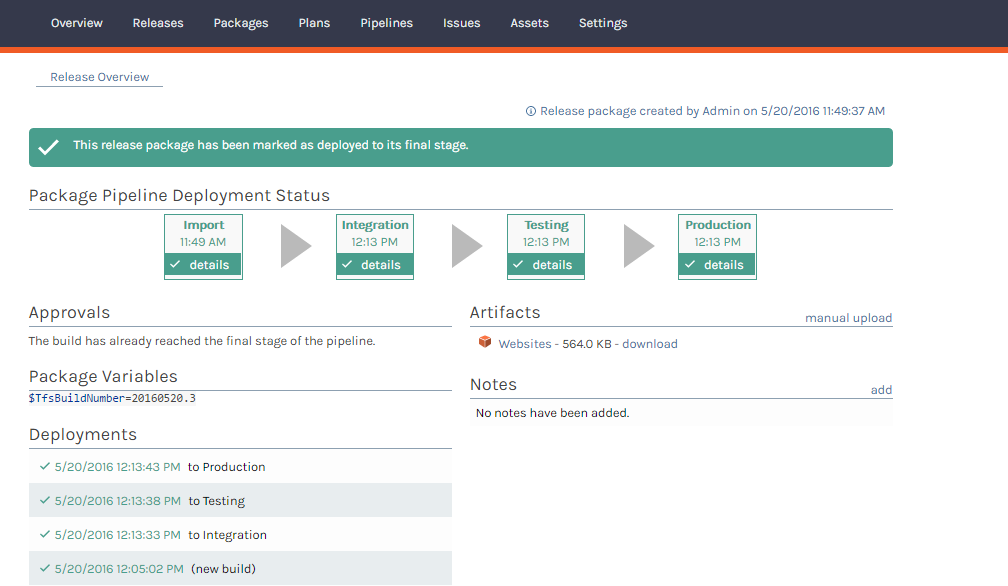 Overview Releases Packages Plans Pipelines Issues Assets Settings
Release Overview
Release package created by Admin on 5/20/2016 11:49:37 AM
This release package has been marked as deployed to its final stage.
Package Pipeline Deployment Status
Import Integration Testing Production
11:49 AM 12:13 PM 12:13 PM 12:13 PM
details details details details
Approvals
The build has already reached the final stage of the pipeline.
Package Variables
$TfsBuildNumber=20160520.3
Deployments
5/20/2016 12:13:43 PM to Production
5/20/2016 12:13:38 PM to Testing
5/20/2016 12:13:33 PM to Integration
5/20/2016 12:05:02 PM (new build)
Artifacts manual upload
Websites - 564.0 KB - download
Notes add
No notes have been added.